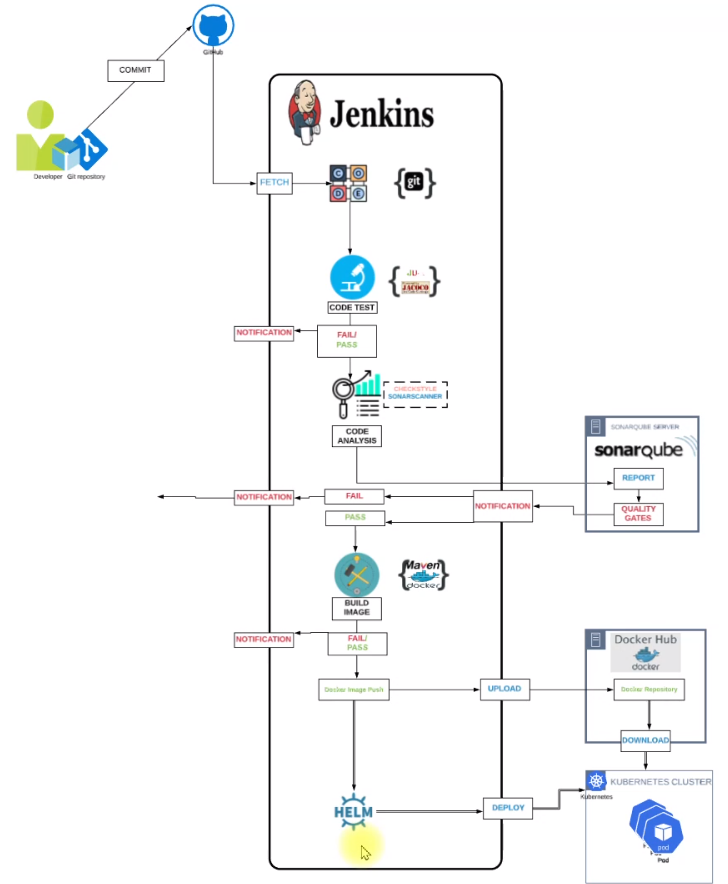 GitHub
COMMIT
Developer
Git repository
Jenkins
FETCH
C O
D E
{git}
CODE TEST
JACOCO
NOTIFICATION
FAIL/
PASS
CHECKSTYLE
SONARSCANNER
CODE
ANALYSIS
SONARQUBE SERVER
sonarqube
REPORT
QUALITY
GATES
NOTIFICATION
FAIL
NOTIFICATION
PASS
Maven
docker
BUILD
IMAGE
NOTIFICATION
FAIL/
PASS
Docker Hub
docker
Docker Image Push
UPLOAD
Docker Repository
DOWNLOAD
KUBERNETES CLUSTER
Kubernetes
HELM
DEPLOY
pod
Pod